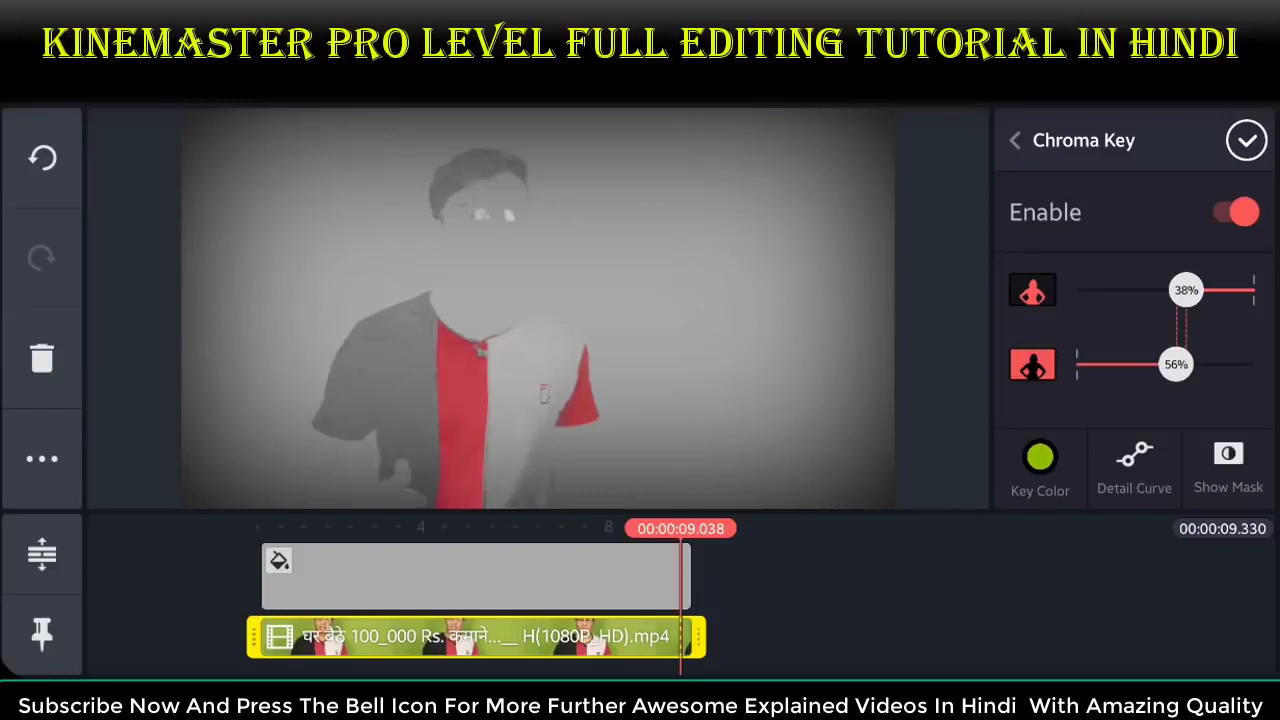 KINEMASTER PRO LEVEL FULL EDITING TUTORIAL IN HINDI
Chroma Key
Enable
38%
56%
Key Color
Detail Curve
Show Mask
4
8
00:00:09.038
00:00:09.330
घर बैठे 100_000 Rs. कमाने...__ H(1080P_HD).mp4
Subscribe Now And Press The Bell Icon For More Further Awesome Explained Videos In Hindi With Amazing Quality